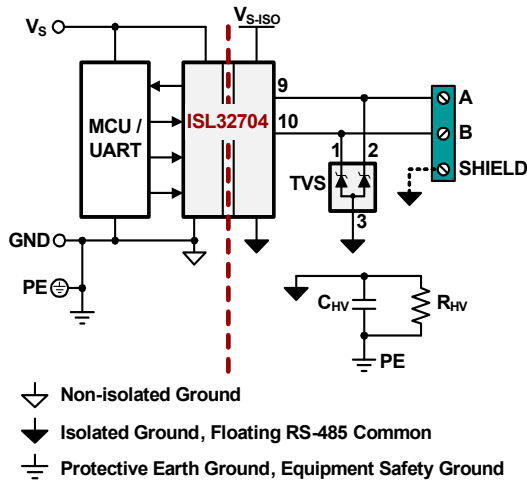 VS
VS-ISO
9
A
MCU /
UART
ISL32704
10
B
1
2
TVS
SHIELD
3
GND
PE
CHV
RHV
PE
Non-isolated Ground
Isolated Ground, Floating RS-485 Common
Protective Earth Ground, Equipment Safety Ground